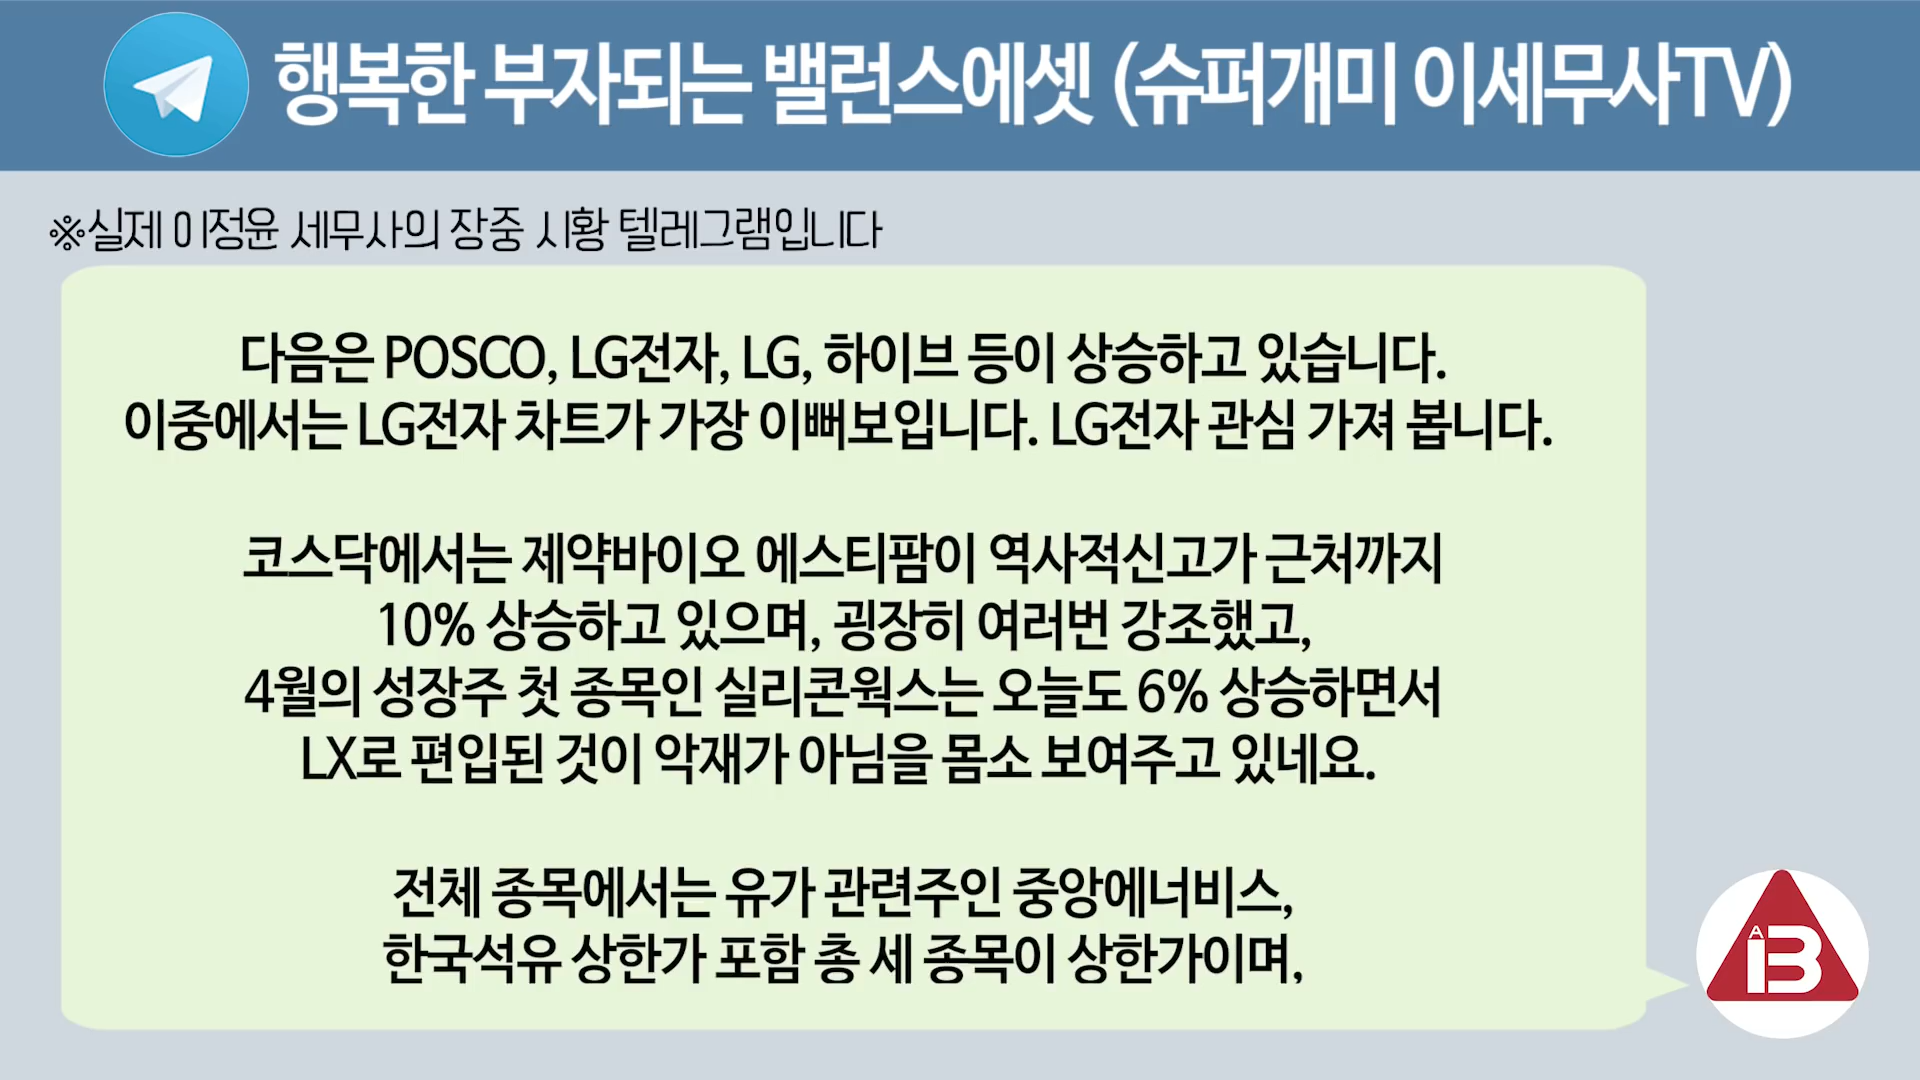 행복한 부자되는 밸런스에셋 (슈퍼개미 이세무사TV)
※실제 이정윤 세무사의 장중 시황 텔레그램입니다
다음은 POSCO, LG전자, LG, 하이브 등이 상승하고 있습니다.
이중에서는 LG전자 차트가 가장 이뻐보입니다. LG전자 관심 가져 봅니다.
코스닥에서는 제약바이오 에스티팜이 역사적신고가 근처까지
10% 상승하고 있으며, 굉장히 여러번 강조했고,
4월의 성장주 첫 종목인 실리콘웍스는 오늘도 6% 상승하면서
LX로 편입된 것이 악재가 아님을 몸소 보여주고 있네요.
전체 종목에서는 유가 관련주인 중앙에너비스,
한국석유 상한가 포함 총 세 종목이 상한가이며,
A
B